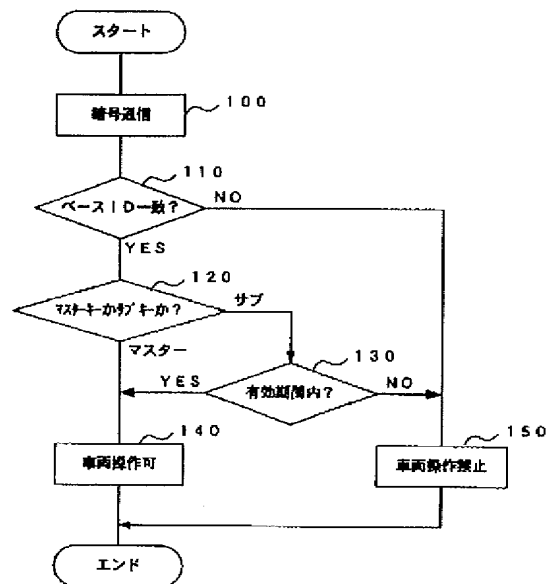 スタート
暗号通信
100
110
ベースID一致?
NO
YES
120
マスターキーかサブキーか?
サブ
マスター
130
有効期間内?
YES
NO
140
車両操作可
150
車両操作禁止
エンド